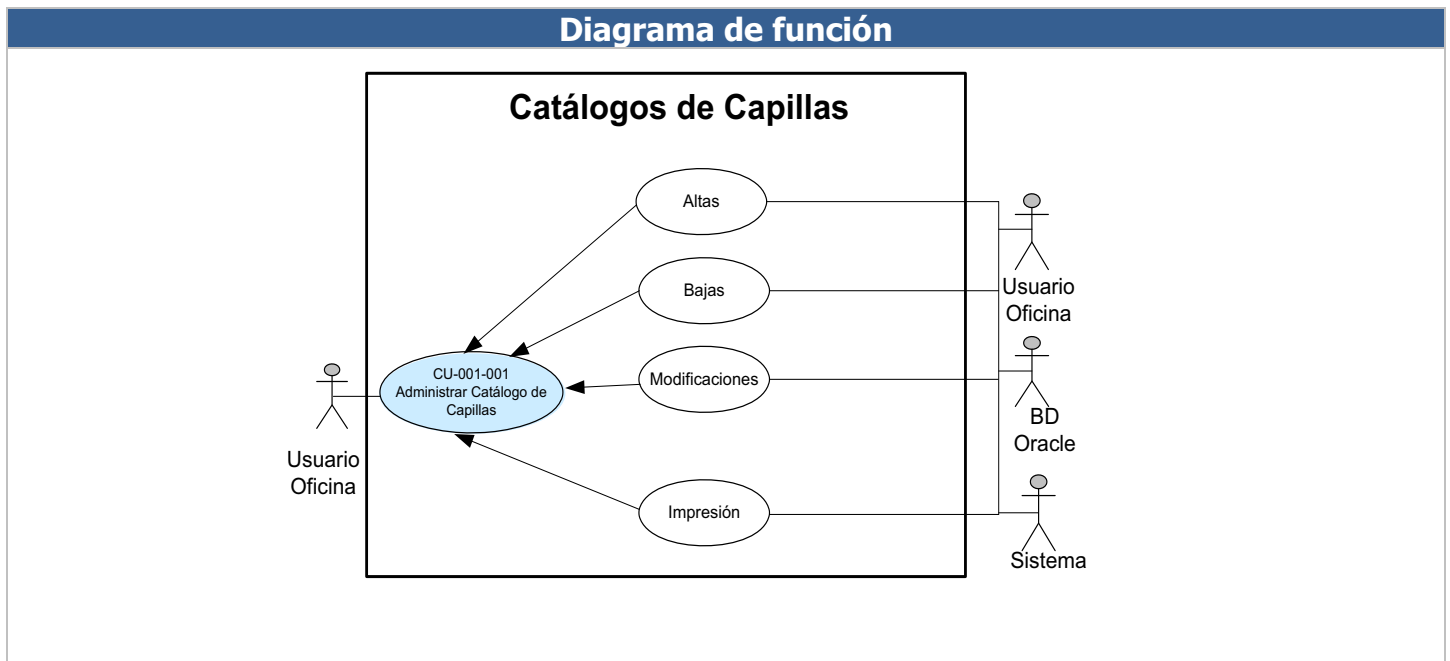 Diagrama de función
Catálogos de Capillas
Altas
Bajas
Modificaciones
Impresión
CU-001-001
Administrar Catálogo de
Capillas
Usuario
Oficina
Usuario
Oficina
BD
Oracle
Sistema